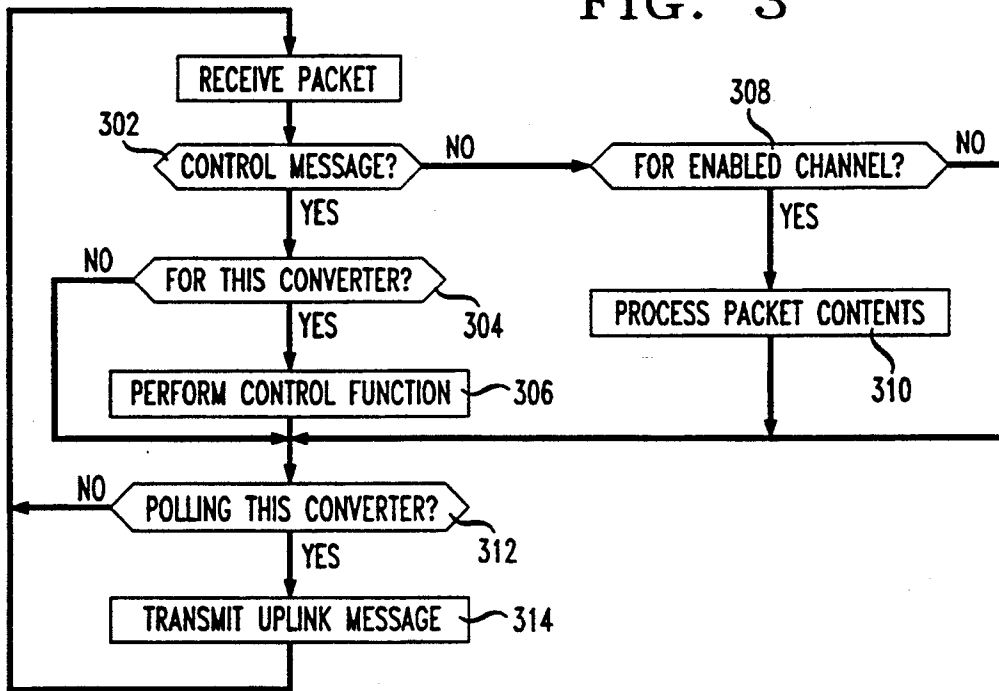 FIG. 3
RECEIVE PACKET
302
CONTROL MESSAGE?
NO
308
FOR ENABLED CHANNEL?
NO
YES
YES
NO
FOR THIS CONVERTER?
304
YES
PROCESS PACKET CONTENTS
310
PERFORM CONTROL FUNCTION
306
NO
POLLING THIS CONVERTER?
312
YES
TRANSMIT UPLINK MESSAGE
314